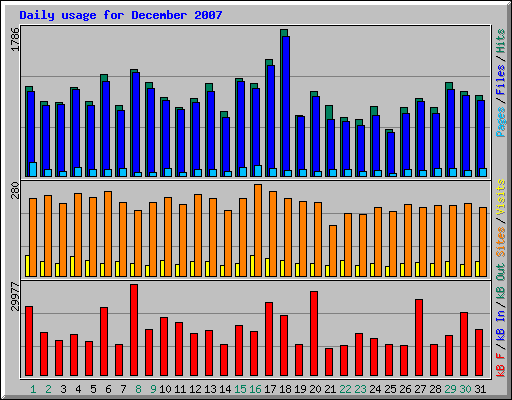 Daily usage for December 2007
1786
Pages / Files / Hits
280
Sites / Visits
29977
kB F / kB In / kB Out
1 2 3 4 5 6 7 8 9 10 11 12 13 14 15 16 17 18 19 20 21 22 23 24 25 26 27 28 29 30 31